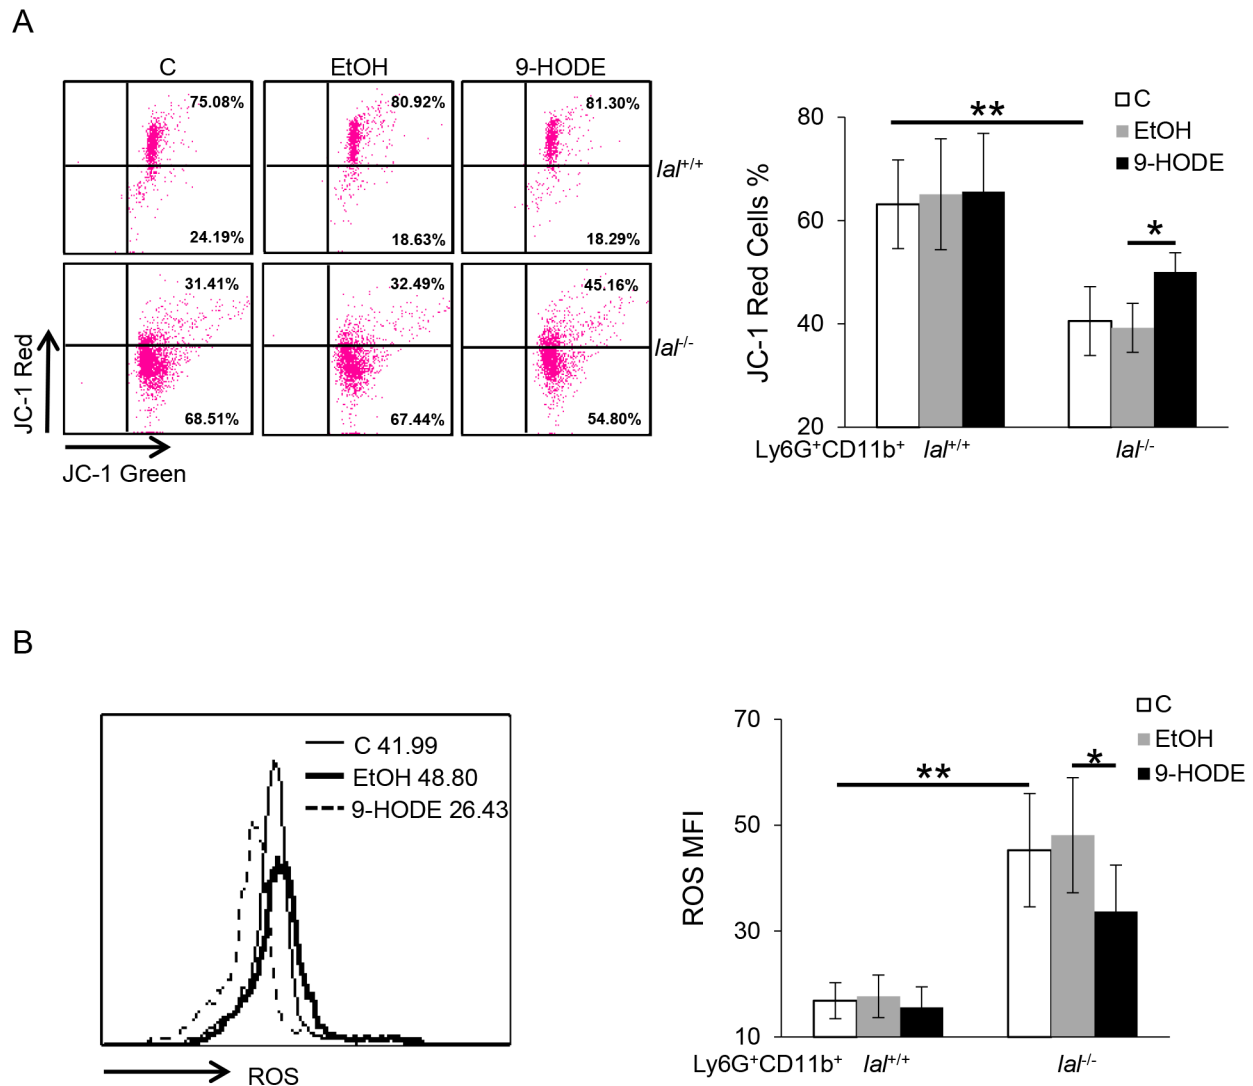 A
C EtOH 9-HODE
75.08% 80.92% 81.30%
lal+/+
24.19% 18.63% 18.29%
31.41% 32.49% 45.16%
lal-/-
68.51% 67.44% 54.80%
JC-1 Red
JC-1 Green
C
EtOH
9-HODE
**
*
80
60
40
20
JC-1 Red Cells %
Ly6G+CD11b+ lal+/+ lal-/-
B
C 41.99
EtOH 48.80
9-HODE 26.43
ROS
C
EtOH
9-HODE
**
*
70
50
30
10
ROS MFI
Ly6G+CD11b+ lal+/+ lal-/-